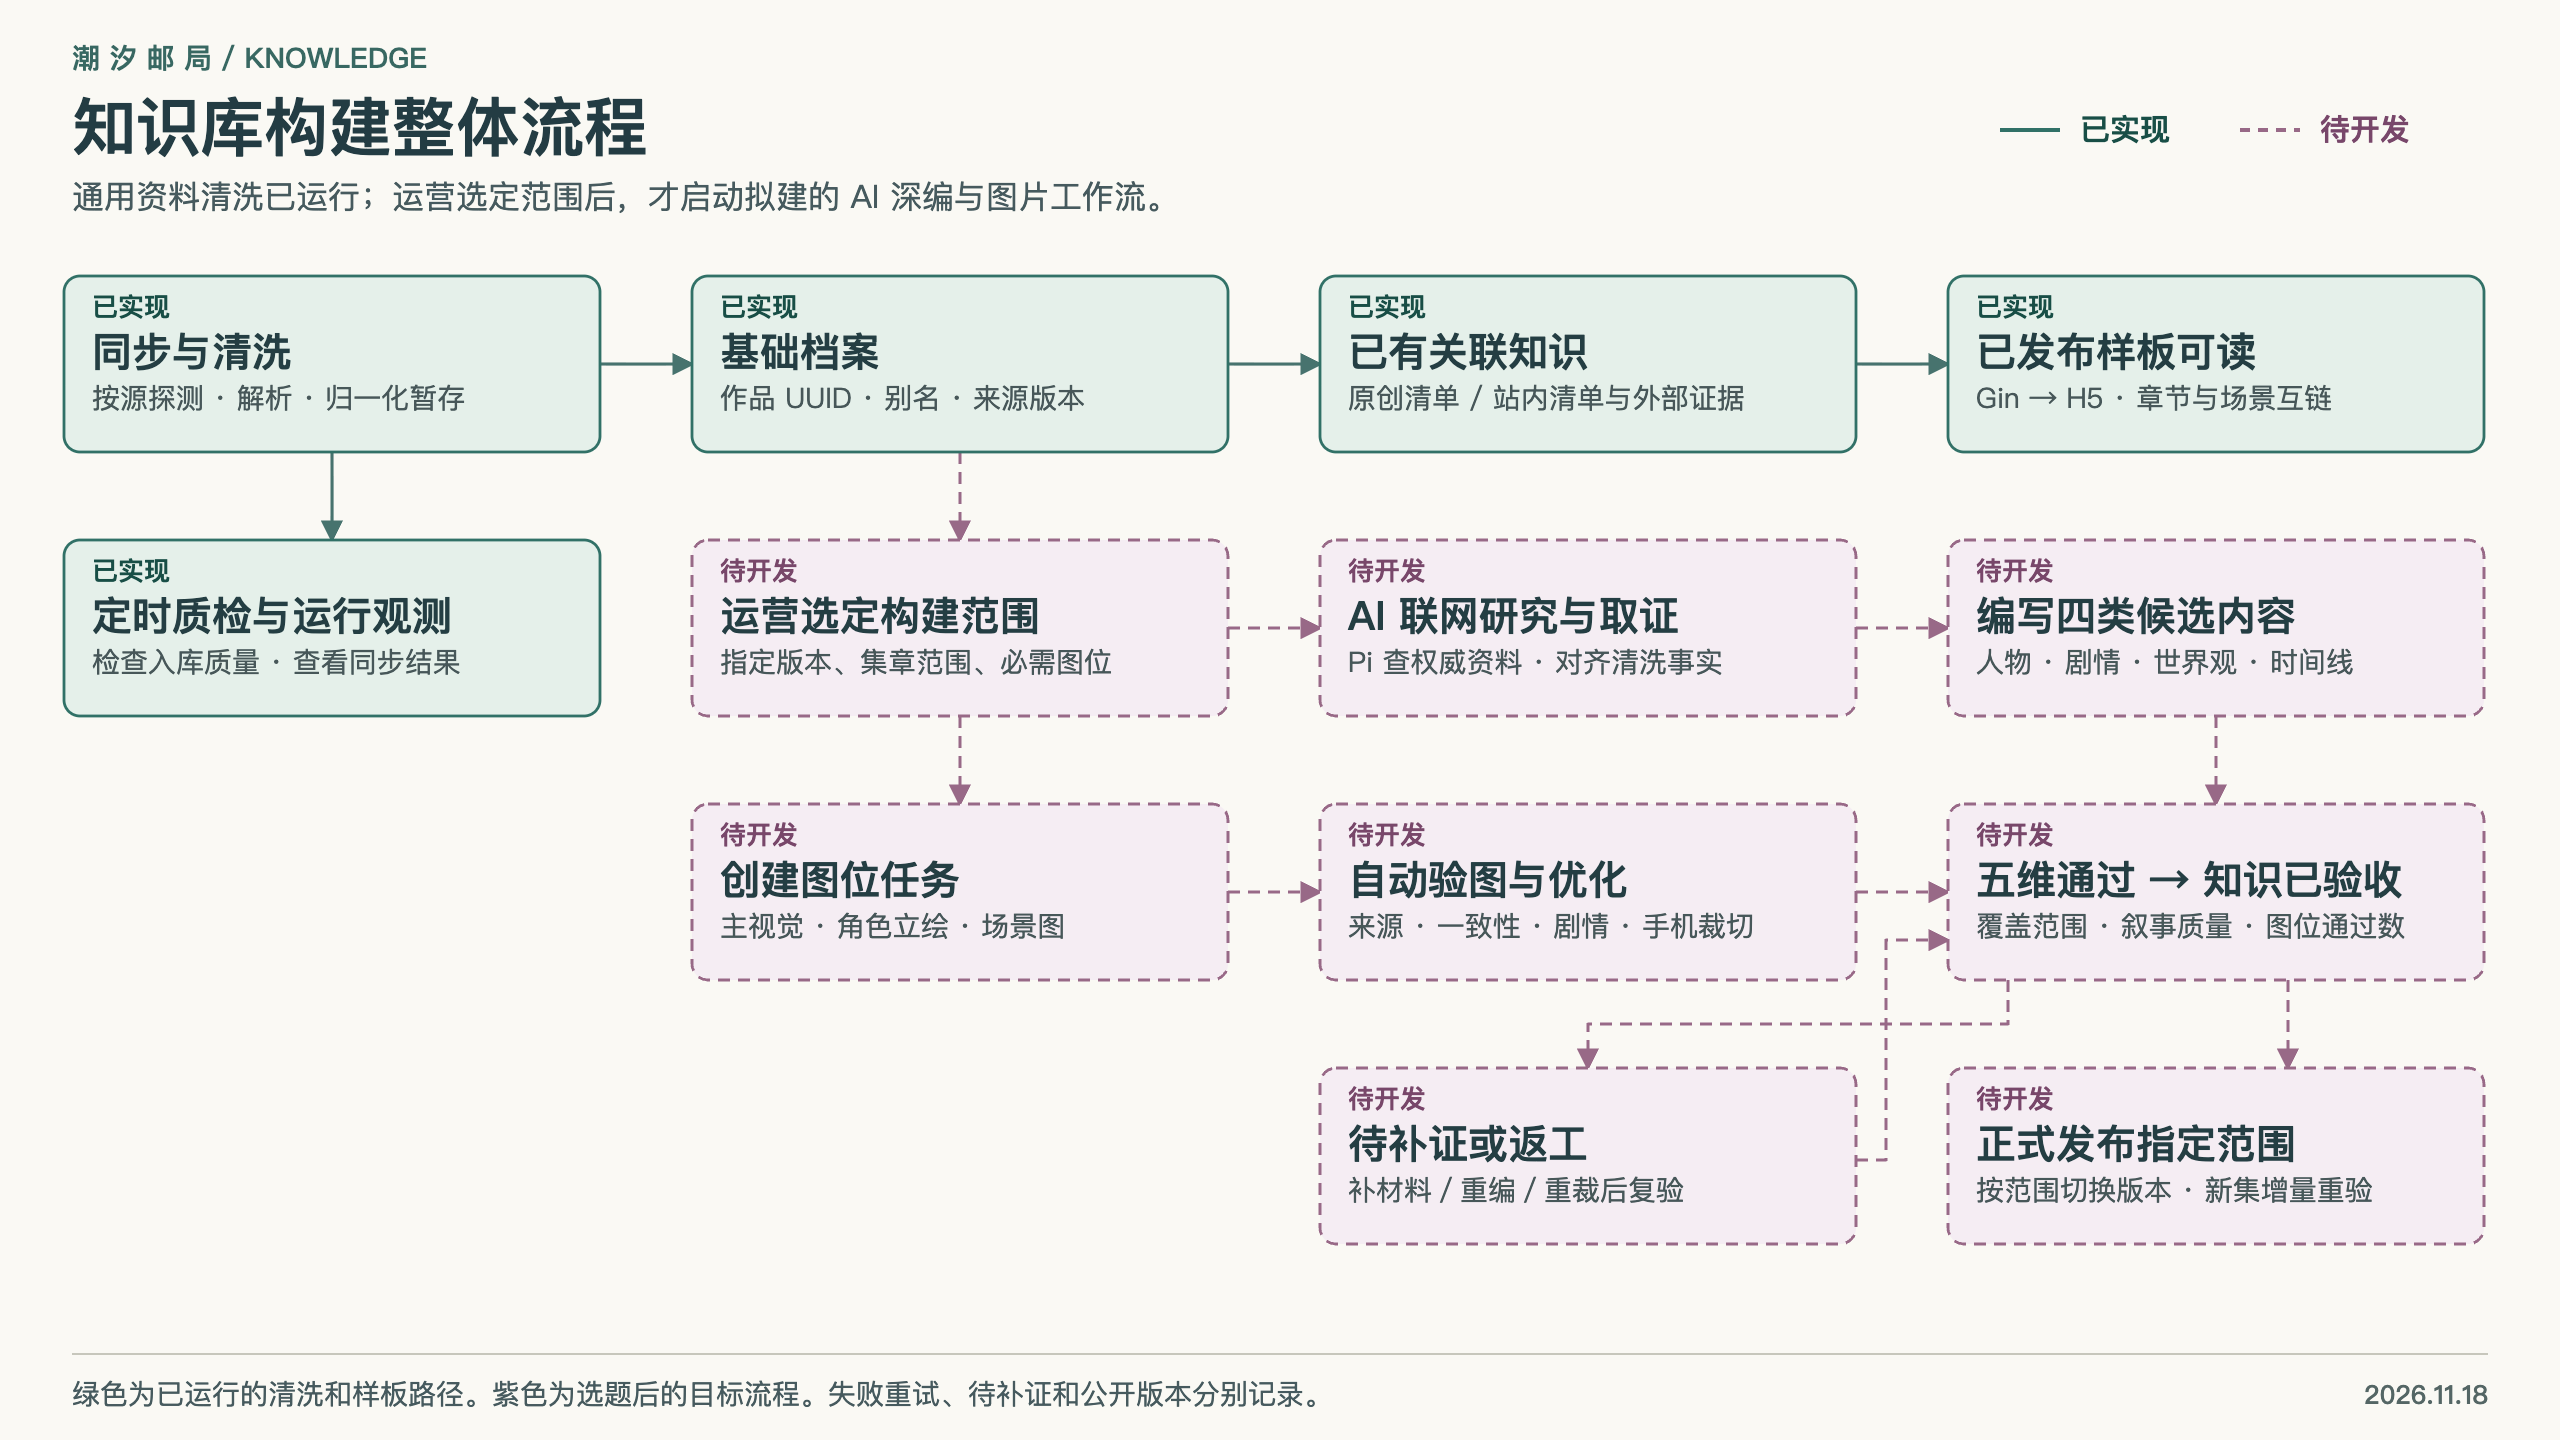 潮汐邮局 / KNOWLEDGE
知识库构建整体流程
已实现
待开发
通用资料清洗已运行；运营选定范围后，才启动拟建的 AI 深编与图片工作流。
已实现
同步与清洗
按源探测 · 解析 · 归一化暂存
已实现
基础档案
作品 UUID · 别名 · 来源版本
已实现
已有关联知识
原创清单 / 站内清单与外部证据
已实现
已发布样板可读
Gin → H5 · 章节与场景互链
已实现
定时质检与运行观测
检查入库质量 · 查看同步结果
待开发
运营选定构建范围
指定版本、集章范围、必需图位
待开发
AI 联网研究与取证
Pi 查权威资料 · 对齐清洗事实
待开发
编写四类候选内容
人物 · 剧情 · 世界观 · 时间线
待开发
创建图位任务
主视觉 · 角色立绘 · 场景图
待开发
自动验图与优化
来源 · 一致性 · 剧情 · 手机裁切
待开发
五维通过 → 知识已验收
覆盖范围 · 叙事质量 · 图位通过数
待开发
待补证或返工
补材料 / 重编 / 重裁后复验
待开发
正式发布指定范围
按范围切换版本 · 新集增量重验
绿色为已运行的清洗和样板路径。紫色为选题后的目标流程。失败重试、待补证和公开版本分别记录。
2026.11.18